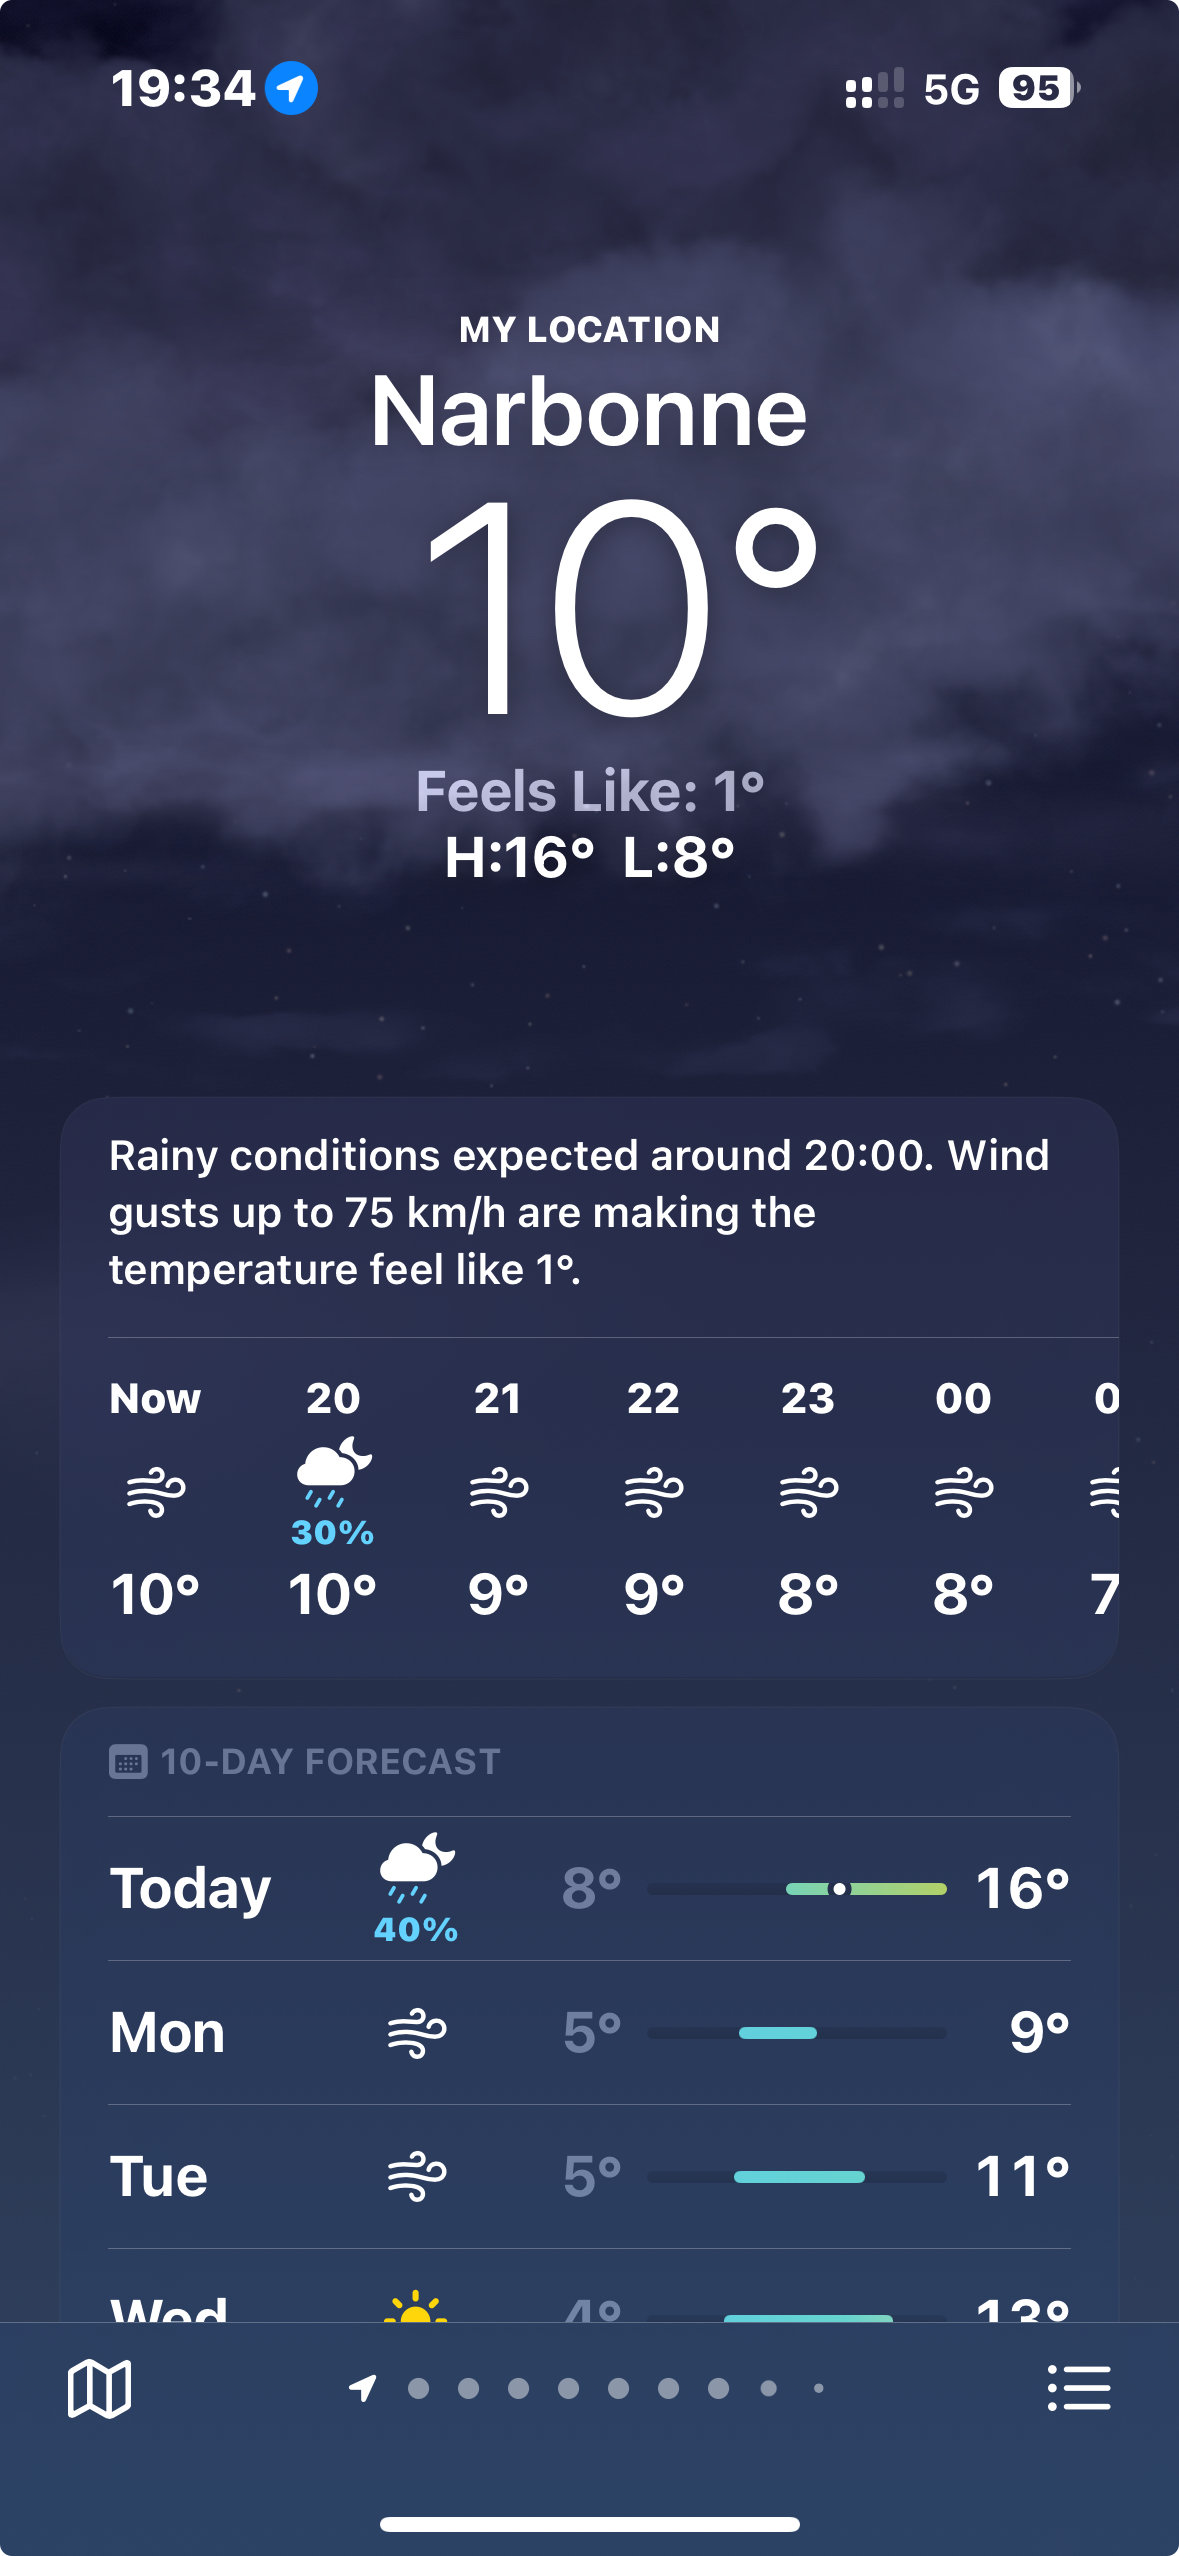 19:34 5G 95
MY LOCATION
Narbonne
10°
Feels Like: 1°
H:16° L:8°
Rainy conditions expected around 20:00. Wind
gusts up to 75 km/h are making the
temperature feel like 1°.
Now 20 21 22 23 00 0
30%
10° 10° 9° 9° 8° 8° 7
10-DAY FORECAST
Today 8° 16°
40%
Mon 5° 9°
Tue 5° 11°
Wed 4° 13°